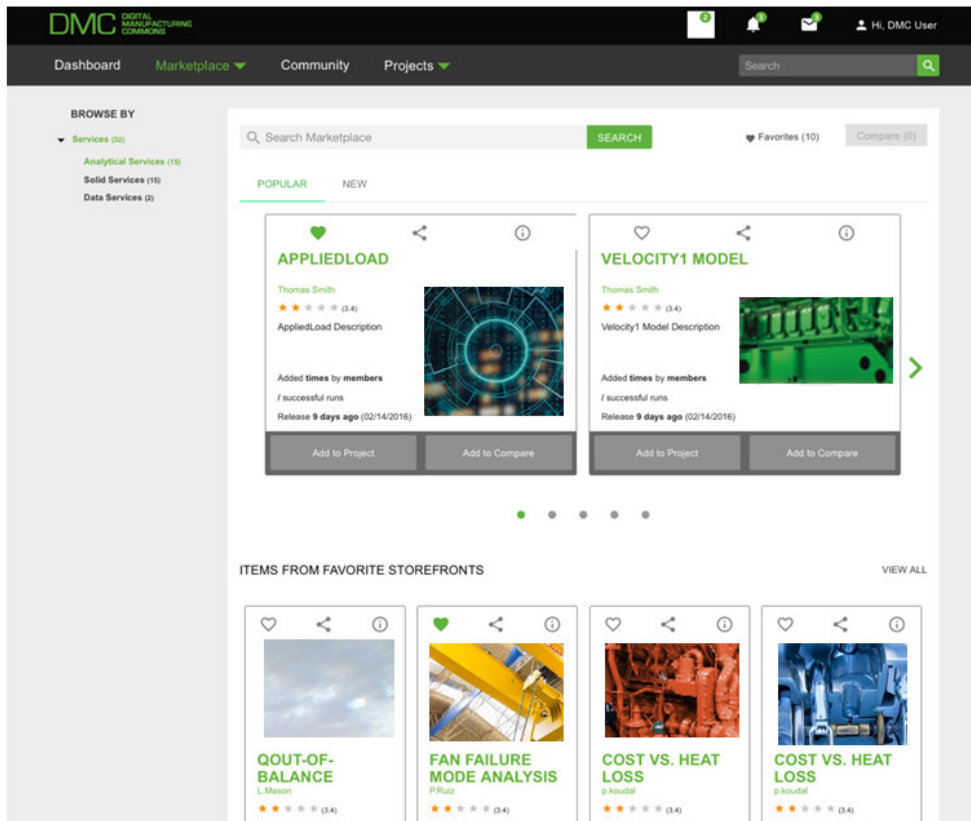 DMC DIGITAL
MANUFACTURING
COMMONS
2
3
3
Hi, DMC User
Dashboard Marketplace Community Projects
Search
BROWSE BY
Services (32)
Analytical Services (15)
Solid Services (15)
Data Services (2)
Search Marketplace
SEARCH
Favorites (10)
Compare (0)
POPULAR NEW
APPLIEDLOAD
Thomas Smith
(3.4)
AppliedLoad Description
Added times by members
/ successful runs
Release 9 days ago (02/14/2016)
Add to Project Add to Compare
VELOCITY1 MODEL
Thomas Smith
(3.4)
Velocity1 Model Description
Added times by members
/ successful runs
Release 9 days ago (02/14/2016)
Add to Project Add to Compare
ITEMS FROM FAVORITE STOREFRONTS
VIEW ALL
QOUT-OF-
BALANCE
L.Mason
(3.4)
FAN FAILURE
MODE ANALYSIS
P.Ruiz
(3.4)
COST VS. HEAT
LOSS
p.koudal
(3.4)
COST VS. HEAT
LOSS
p.koudal
(3.4)